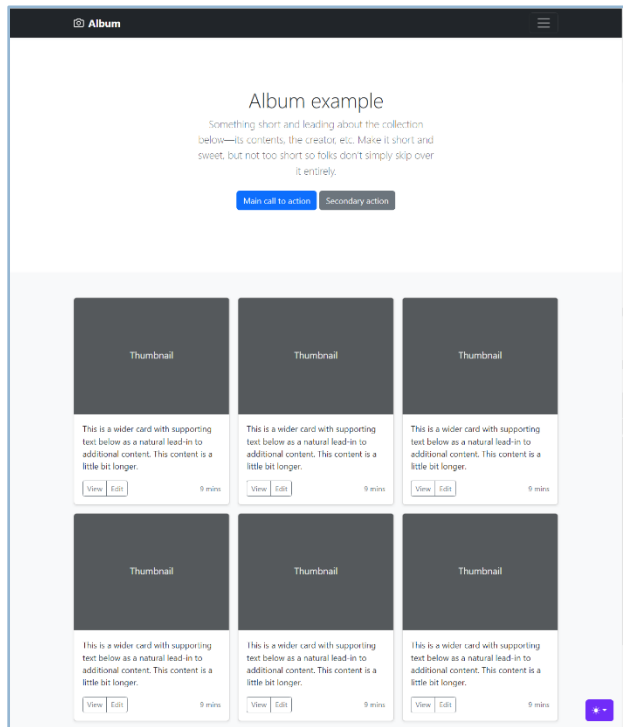 Album
Album example
Something short and leading about the collection
below—its contents, the creator, etc. Make it short and
sweet, but not too short so folks don't simply skip over
it entirely.
Main call to action Secondary action
Thumbnail Thumbnail Thumbnail
This is a wider card with supporting
text below as a natural lead-in to
additional content. This content is a
little bit longer.
View Edit 9 mins
This is a wider card with supporting
text below as a natural lead-in to
additional content. This content is a
little bit longer.
View Edit 9 mins
This is a wider card with supporting
text below as a natural lead-in to
additional content. This content is a
little bit longer.
View Edit 9 mins
Thumbnail Thumbnail Thumbnail
This is a wider card with supporting
text below as a natural lead-in to
additional content. This content is a
little bit longer.
View Edit 9 mins
This is a wider card with supporting
text below as a natural lead-in to
additional content. This content is a
little bit longer.
View Edit 9 mins
This is a wider card with supporting
text below as a natural lead-in to
additional content. This content is a
little bit longer.
View Edit 9 mins